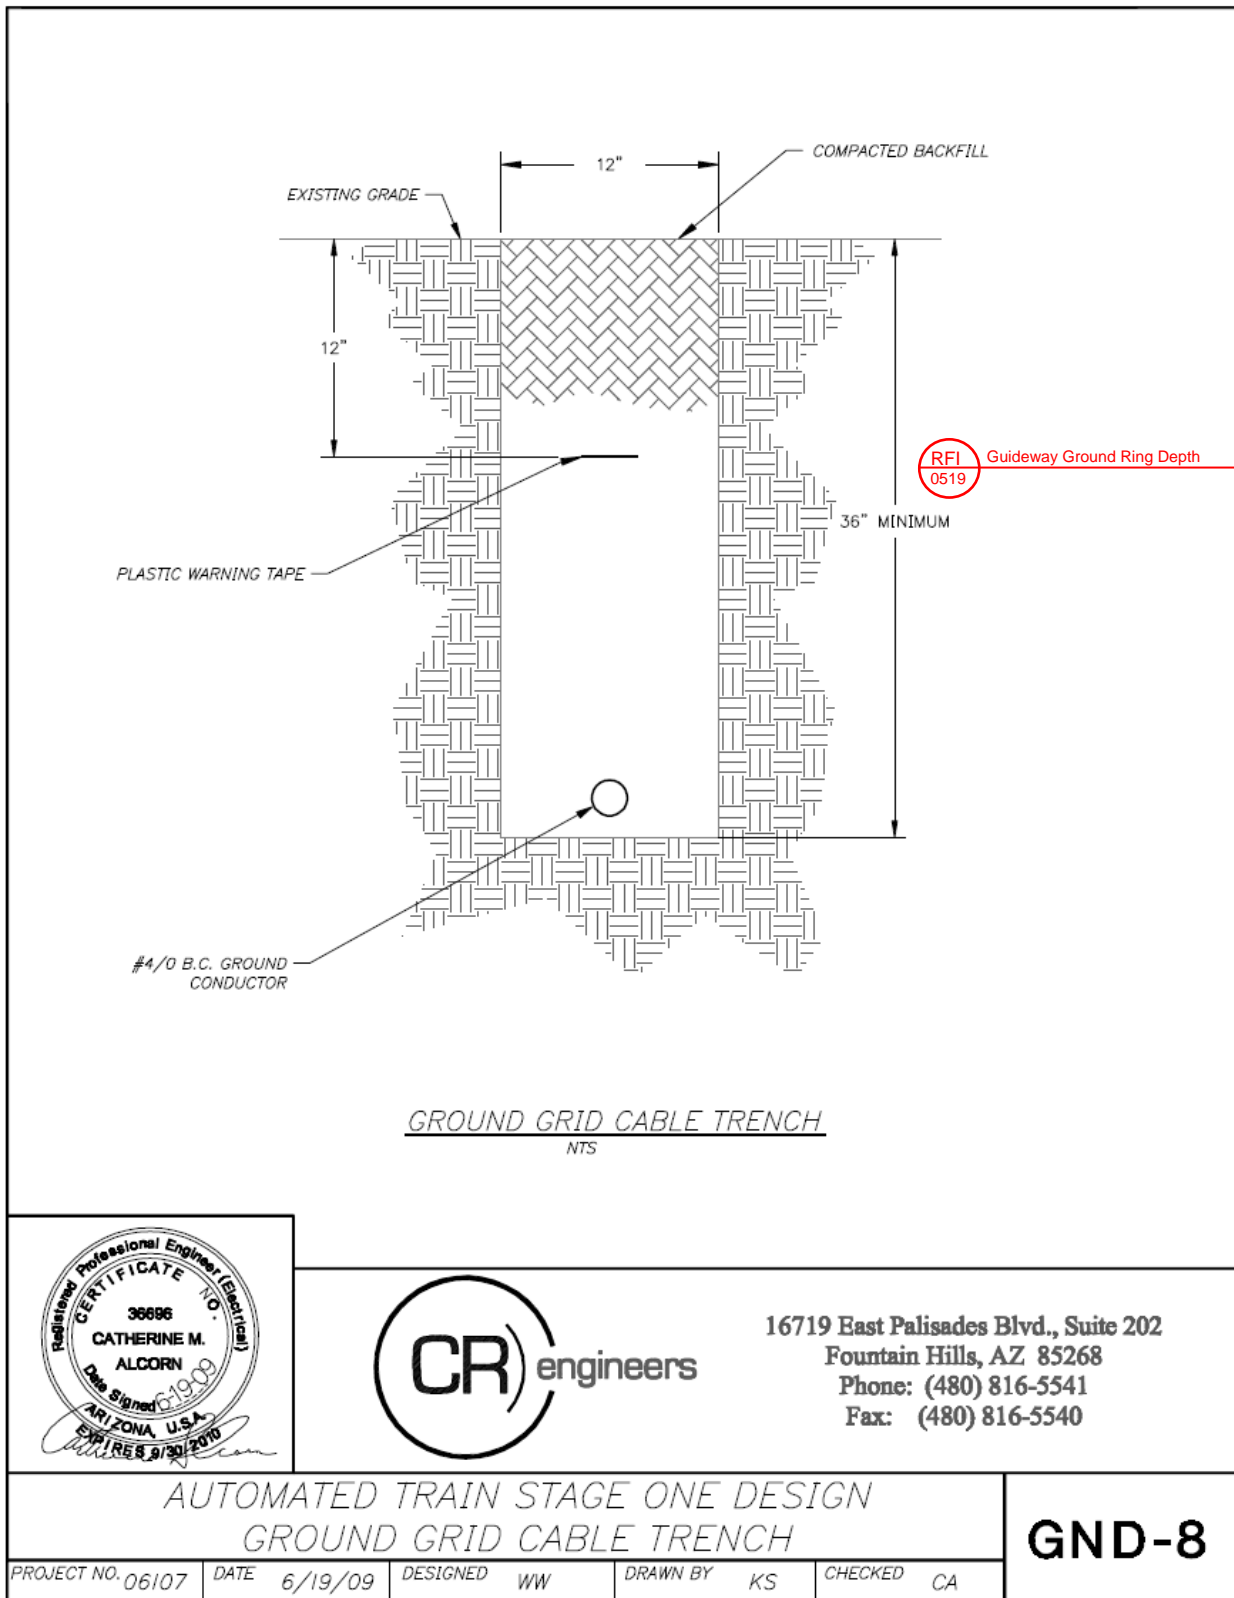 12"
COMPACTED BACKFILL
EXISTING GRADE
12"
RFI
0519
Guideway Ground Ring Depth
36" MINIMUM
PLASTIC WARNING TAPE
#4/0 B.C. GROUND
CONDUCTOR
GROUND GRID CABLE TRENCH
NTS
Registered Professional Engineer (Electrical)
CERTIFICATE NO.
36696
CATHERINE M.
ALCORN
Date Signed 6-19-09
ARIZONA, U.S.A.
EXPIRES 9/30/2010
CR engineers
16719 East Palisades Blvd., Suite 202
Fountain Hills, AZ 85268
Phone: (480) 816-5541
Fax: (480) 816-5540
AUTOMATED TRAIN STAGE ONE DESIGN
GROUND GRID CABLE TRENCH
GND-8
PROJECT NO. 06107
DATE 6/19/09
DESIGNED WW
DRAWN BY KS
CHECKED CA